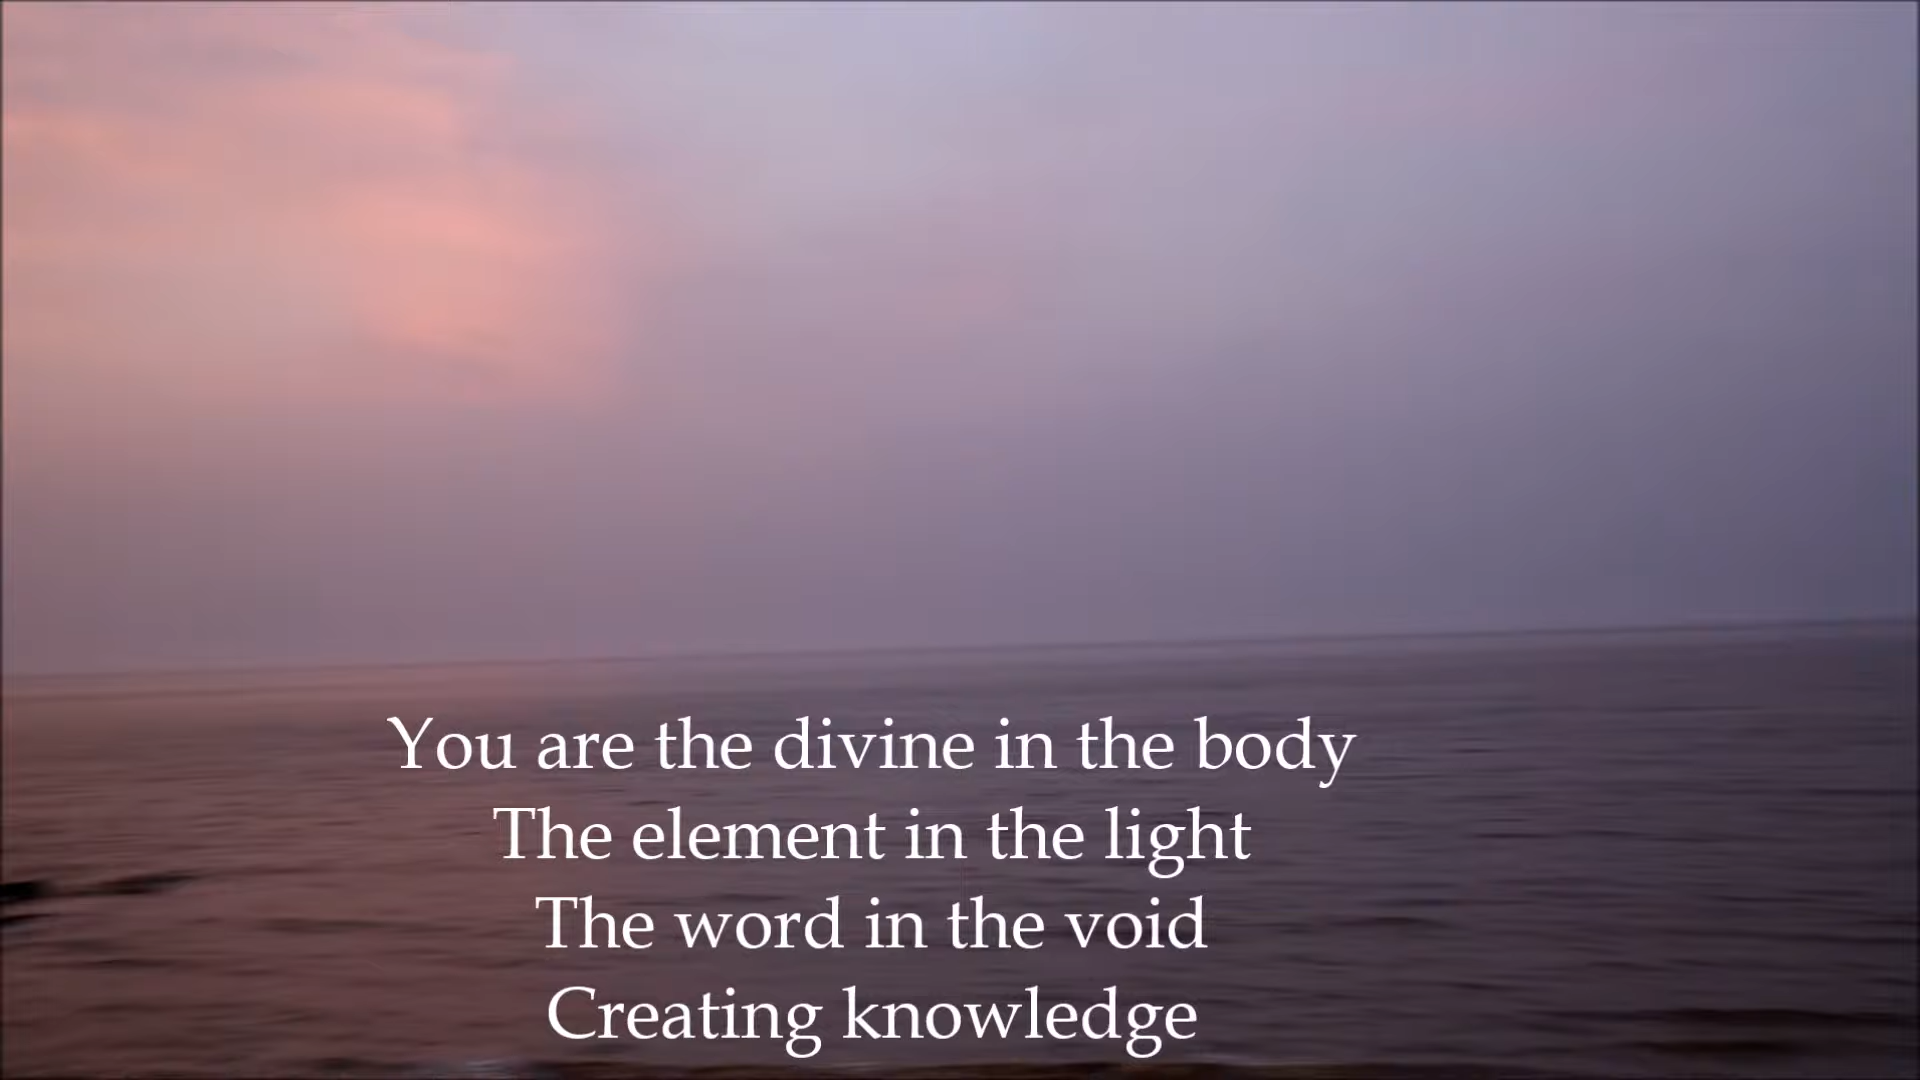 You are the divine in the body
The element in the light
The word in the void
Creating knowledge